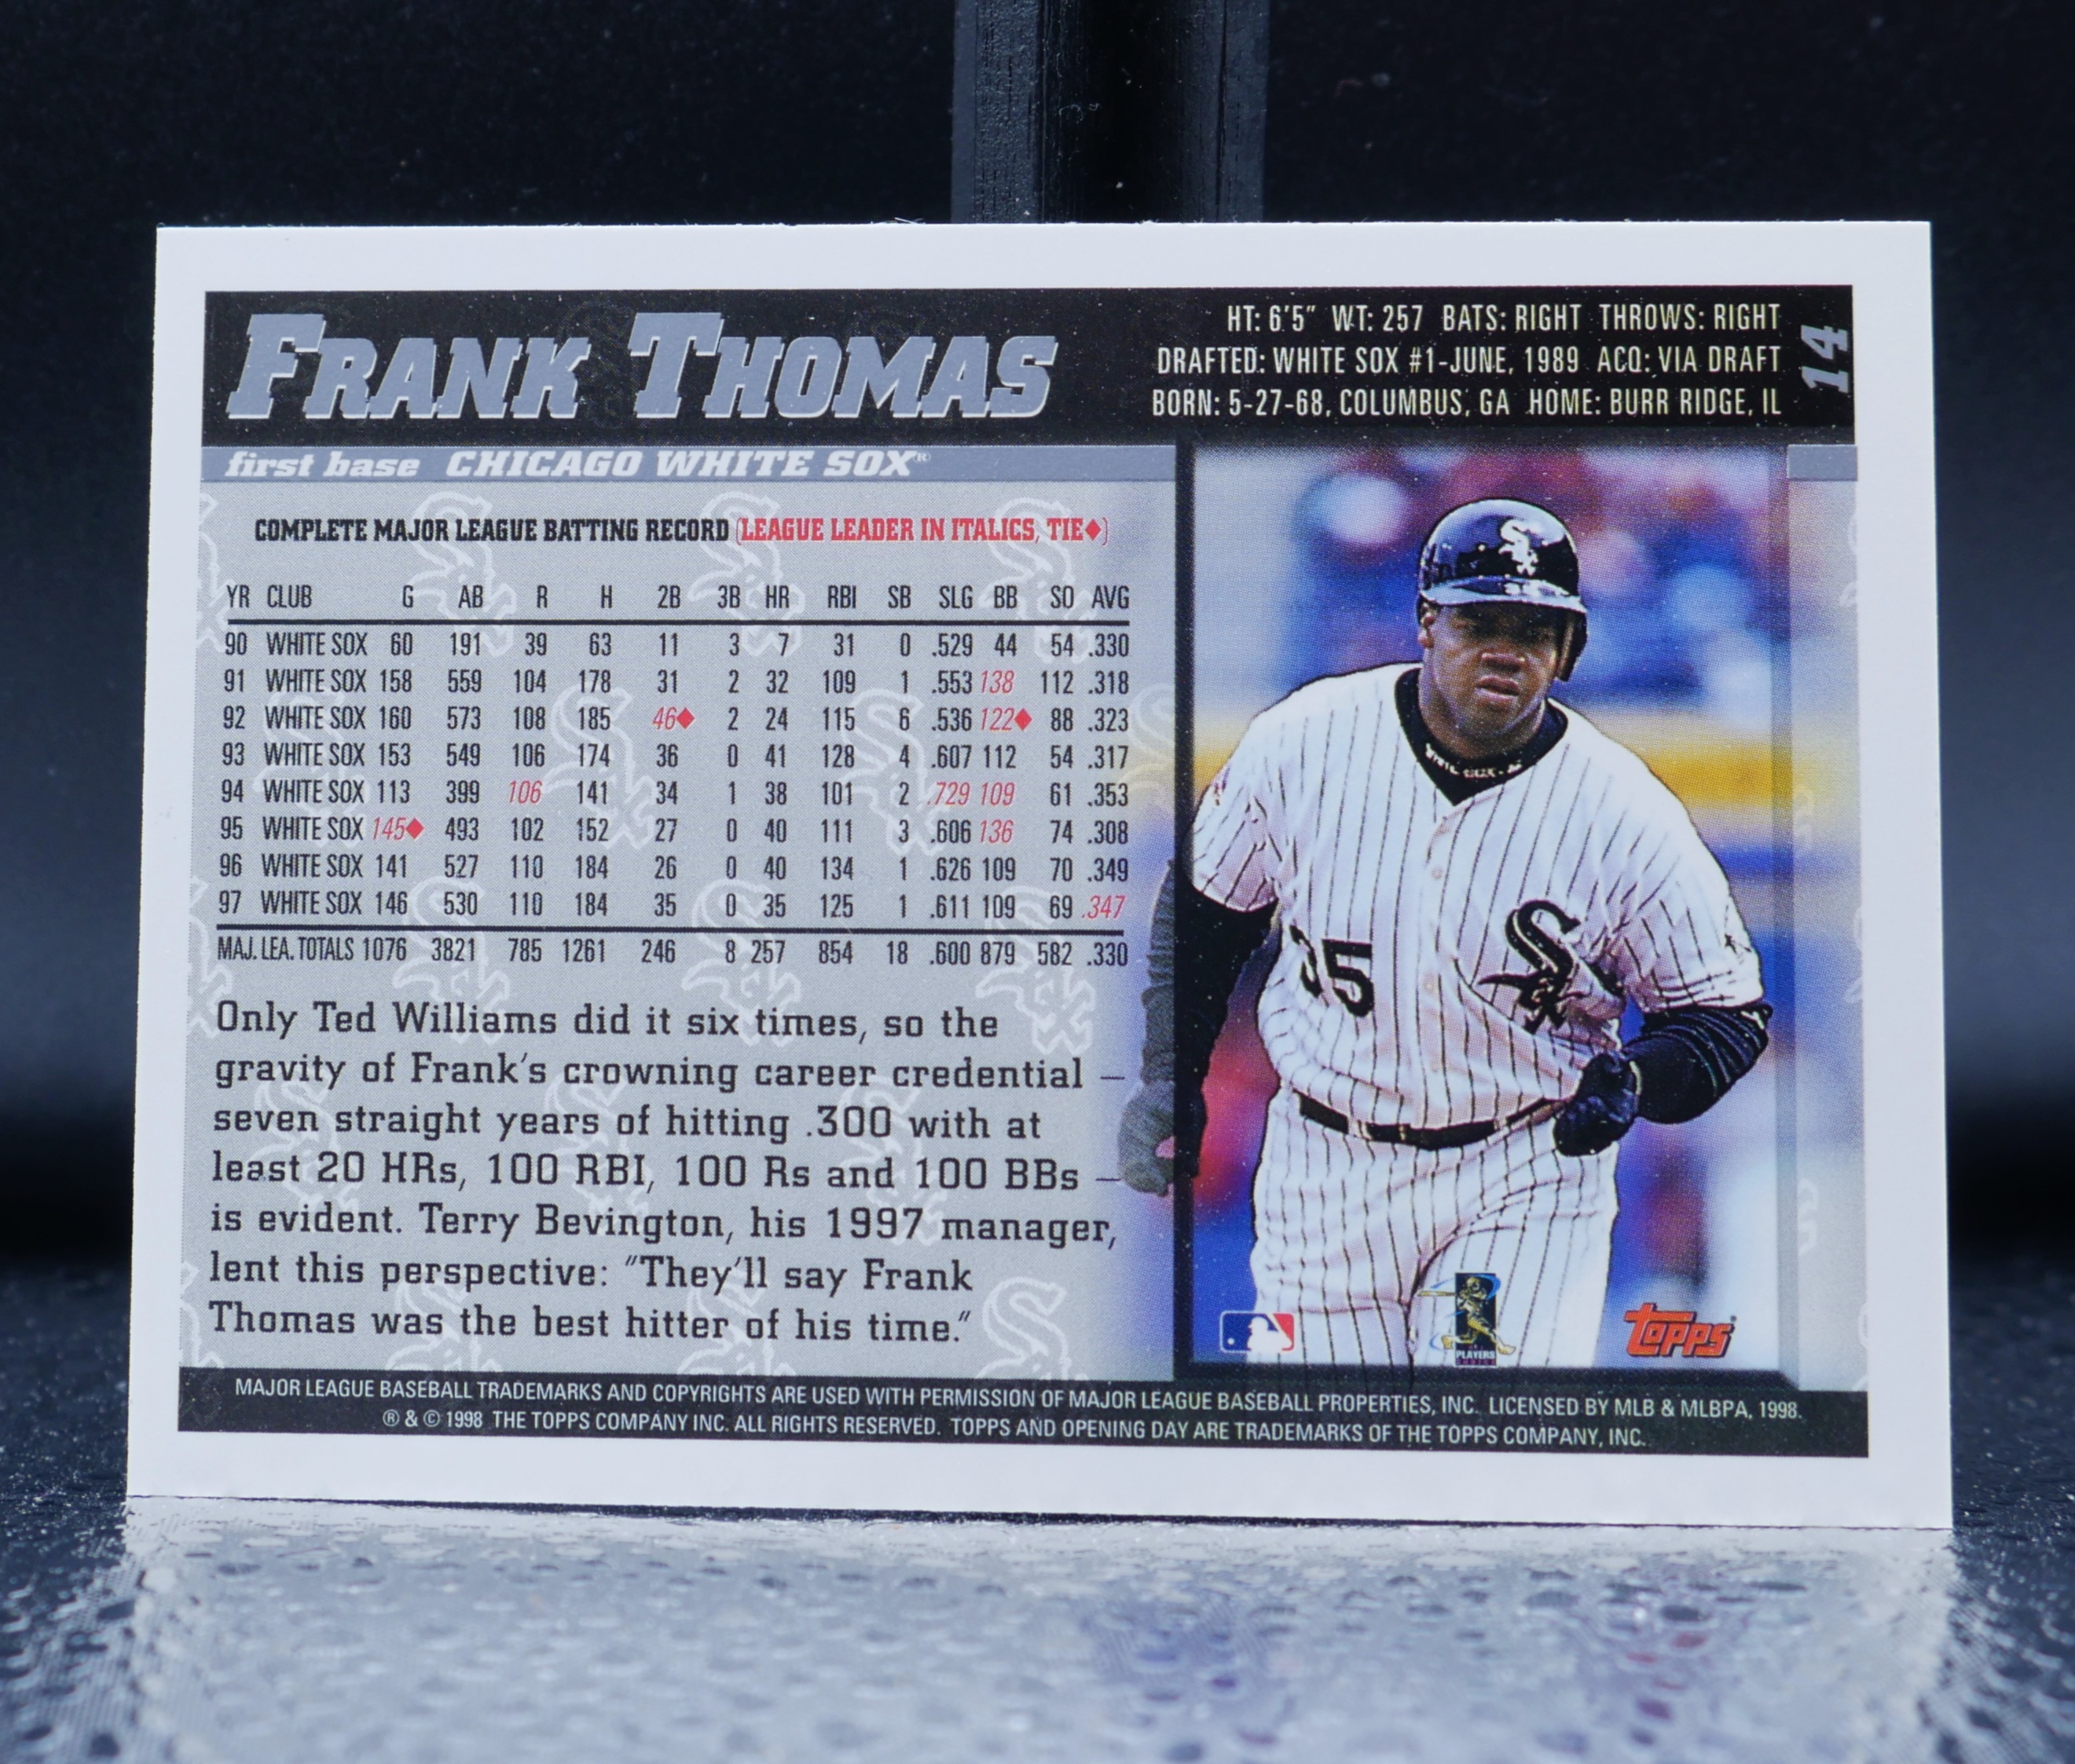 FRANK THOMAS
HT: 6'5" WT: 257 BATS: RIGHT THROWS: RIGHT
DRAFTED: WHITE SOX #1-JUNE, 1989 ACQ: VIA DRAFT
BORN: 5-27-68, COLUMBUS, GA HOME: BURR RIDGE, IL
14
first base CHICAGO WHITE SOX®
COMPLETE MAJOR LEAGUE BATTING RECORD (LEAGUE LEADER IN ITALICS, TIE♦)
YR CLUB G AB R H 2B 3B HR RBI SB SLG BB SO AVG
90 WHITE SOX 60 191 39 63 11 3 7 31 0 .529 44 54 .330
91 WHITE SOX 158 559 104 178 31 2 32 109 1 .553 138 112 .318
92 WHITE SOX 160 573 108 185 46♦ 2 24 115 6 .536 122♦ 88 .323
93 WHITE SOX 153 549 106 174 36 0 41 128 4 .607 112 54 .317
94 WHITE SOX 113 399 106 141 34 1 38 101 2 .729 109 61 .353
95 WHITE SOX 145♦ 493 102 152 27 0 40 111 3 .606 136 74 .308
96 WHITE SOX 141 527 110 184 26 0 40 134 1 .626 109 70 .349
97 WHITE SOX 146 530 110 184 35 0 35 125 1 .611 109 69 .347
MAJ. LEA. TOTALS 1076 3821 785 1261 246 8 257 854 18 .600 879 582 .330
Only Ted Williams did it six times, so the
gravity of Frank's crowning career credential –
seven straight years of hitting .300 with at
least 20 HRs, 100 RBI, 100 Rs and 100 BBs –
is evident. Terry Bevington, his 1997 manager,
lent this perspective: "They'll say Frank
Thomas was the best hitter of his time."
Sox
WHITE SOX
35
Sox
PLAYERS
CHOICE
TOPPS
MAJOR LEAGUE BASEBALL TRADEMARKS AND COPYRIGHTS ARE USED WITH PERMISSION OF MAJOR LEAGUE BASEBALL PROPERTIES, INC. LICENSED BY MLB & MLBPA, 1998.
® & © 1998 THE TOPPS COMPANY INC. ALL RIGHTS RESERVED. TOPPS AND OPENING DAY ARE TRADEMARKS OF THE TOPPS COMPANY, INC.